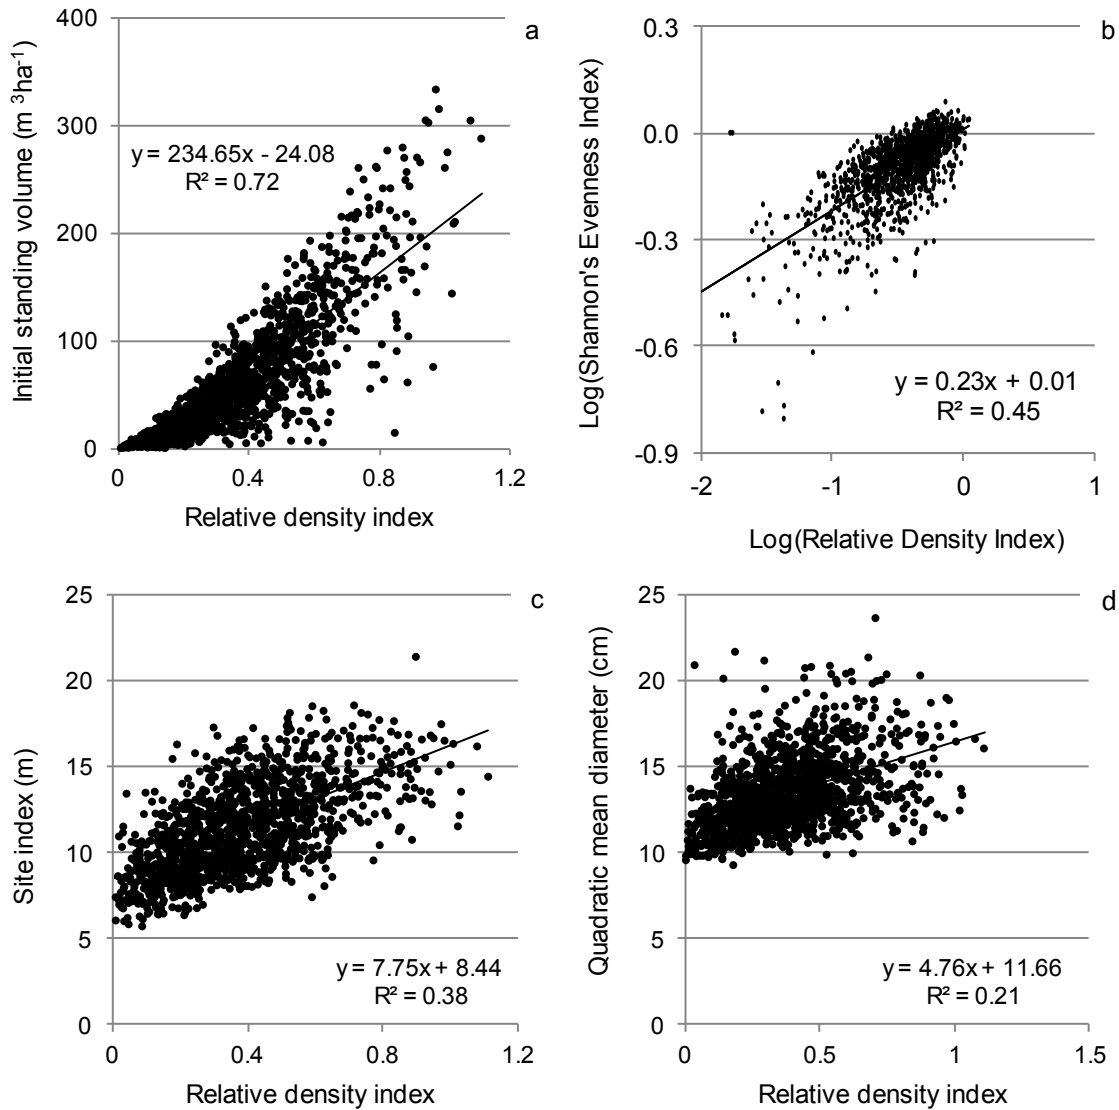 a
400
300
200
100
0
Initial standing volume (m ³ha⁻¹)
y = 234.65x - 24.08
R² = 0.72
0 0.4 0.8 1.2
Relative density index
b
0.3
0.0
-0.3
-0.6
-0.9
Log(Shannon's Evenness Index)
y = 0.23x + 0.01
R² = 0.45
-2 -1 0 1
Log(Relative Density Index)
c
25
20
15
10
5
0
Site index (m)
y = 7.75x + 8.44
R² = 0.38
0 0.4 0.8 1.2
Relative density index
d
25
20
15
10
5
0
Quadratic mean diameter (cm)
y = 4.76x + 11.66
R² = 0.21
0 0.5 1 1.5
Relative density index